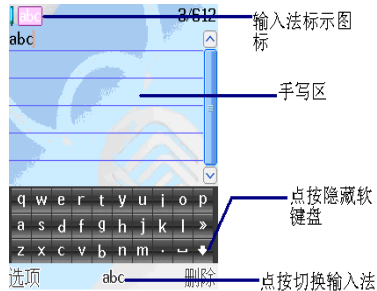 abc 3/612
输入法标示图
标
abc
手写区
q w e r t y u i o p
点按隐藏软
键盘
a s d f g h j k l »
z x c v b n m .
选项 abc 删除
点按切换输入法